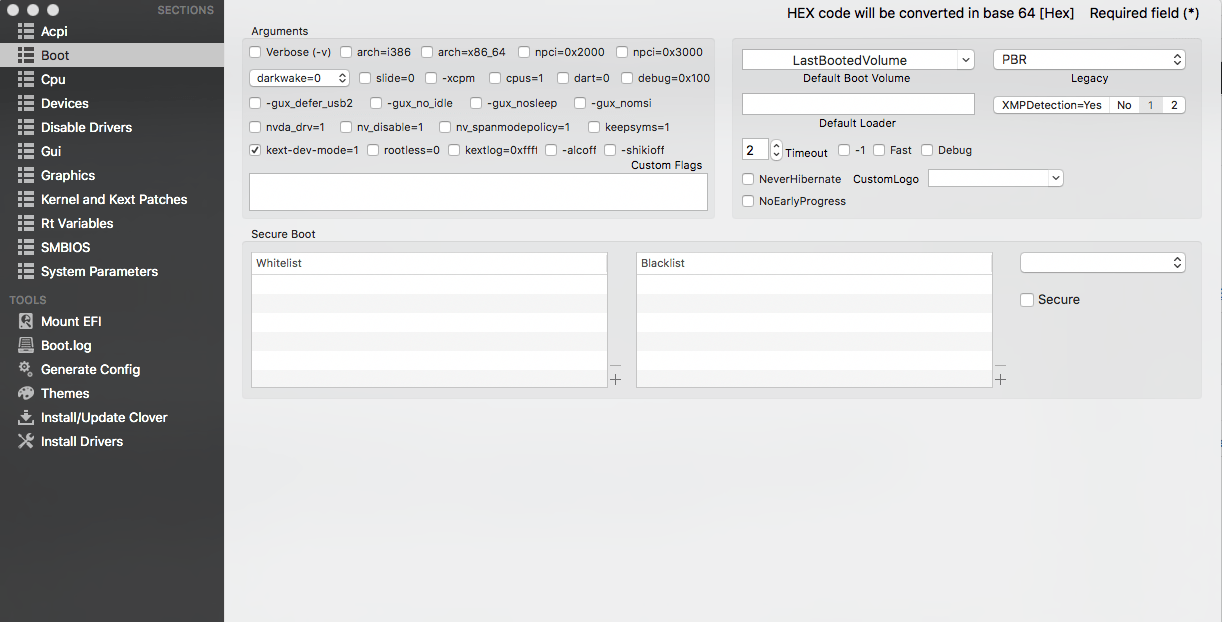 SECTIONS
Acpi
Boot
Cpu
Devices
Disable Drivers
Gui
Graphics
Kernel and Kext Patches
Rt Variables
SMBIOS
System Parameters
TOOLS
Mount EFI
Boot.log
Generate Config
Themes
Install/Update Clover
Install Drivers
HEX code will be converted in base 64 [Hex] Required field (*)
Arguments
Verbose (-v) arch=i386 arch=x86_64 npci=0x2000 npci=0x3000
darkwake=0 slide=0 -xcpm cpus=1 dart=0 debug=0x100
-gux_defer_usb2 -gux_no_idle -gux_nosleep -gux_nomsi
nvda_drv=1 nv_disable=1 nv_spanmodepolicy=1 keepsyms=1
kext-dev-mode=1 rootless=0 kextlog=0xffff -alcoff -shikioff
Custom Flags
LastBootedVolume
Default Boot Volume
PBR
Legacy
Default Loader
XMPDetection=Yes No 1 2
2 Timeout -1 Fast Debug
NeverHibernate CustomLogo
NoEarlyProgress
Secure Boot
Whitelist
Blacklist
Secure